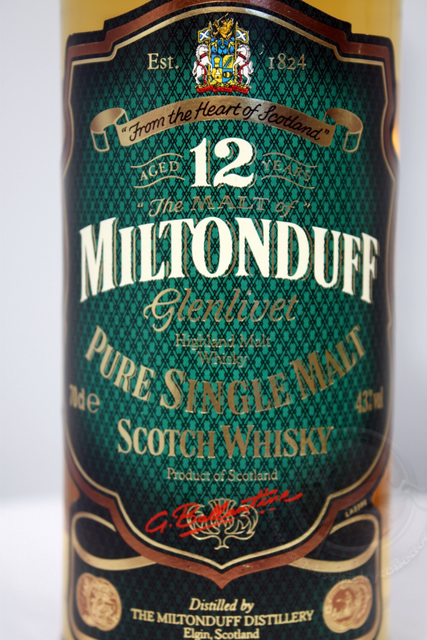 Est. 1824
"From the Heart of Scotland"
AGED 12 YEARS
"The MALT of"
MILTONDUFF
Glenlivet
Highland Malt
Whisky
PURE SINGLE MALT
70cl e 43% vol
SCOTCH WHISKY
Product of Scotland
G. Ballantine
Distilled by
THE MILTONDUFF DISTILLERY
Elgin, Scotland